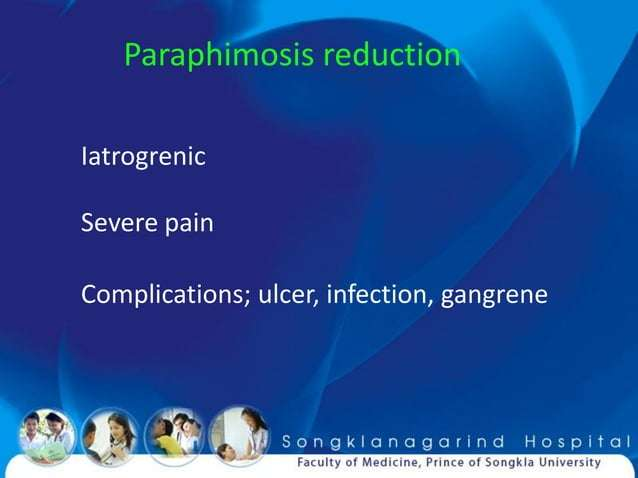 Paraphimosis reduction
Iatrogrenic
Severe pain
Complications; ulcer, infection, gangrene
Songklanagarind Hospital
Faculty of Medicine, Prince of Songkla University